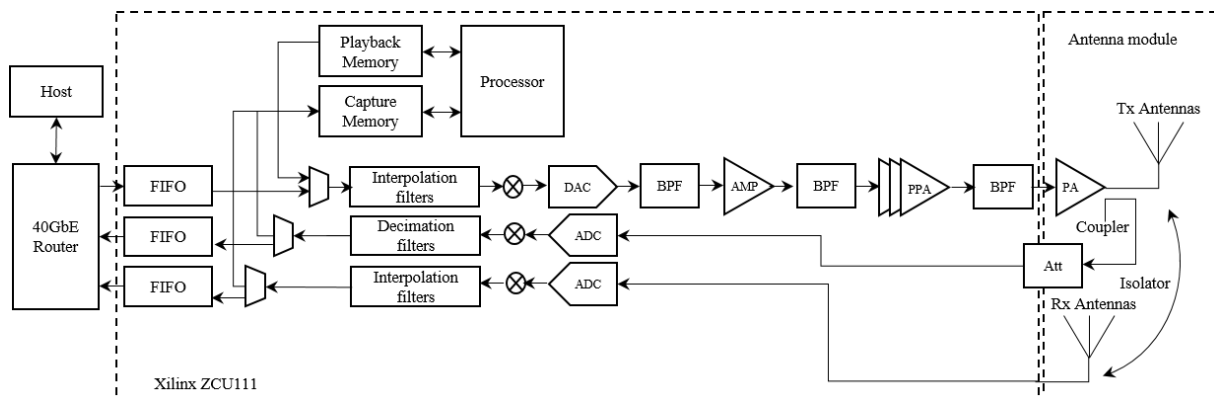 Playback
Memory
Processor
Capture
Memory
Antenna module
Host
Tx Antennas
40GbE
Router
FIFO
Interpolation
filters
DAC
BPF
AMP
BPF
PPA
BPF
PA
FIFO
Decimation
filters
ADC
Coupler
Att
FIFO
Interpolation
filters
ADC
Isolator
Rx Antennas
Xilinx ZCU111